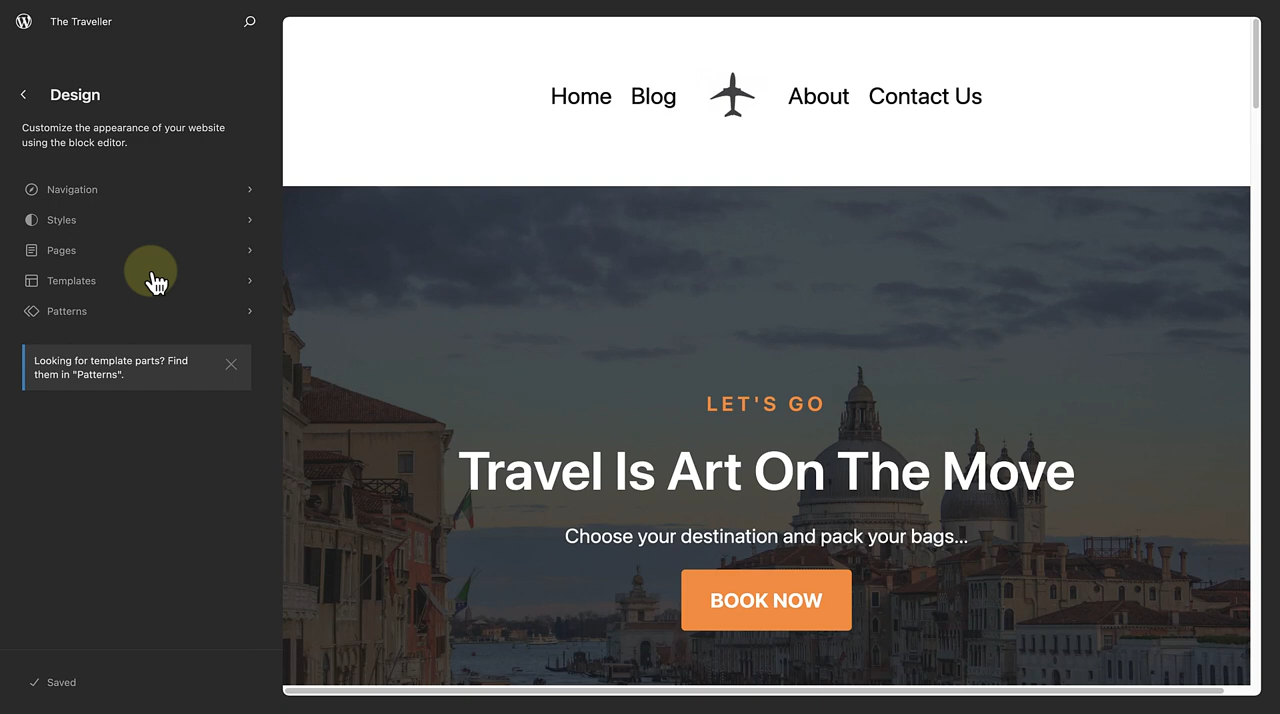 The Traveller
Design
Customize the appearance of your website
using the block editor.
Navigation
Styles
Pages
Templates
Patterns
Looking for template parts? Find
them in "Patterns".
Saved
Home Blog About Contact Us
LET'S GO
Travel Is Art On The Move
Choose your destination and pack your bags...
BOOK NOW